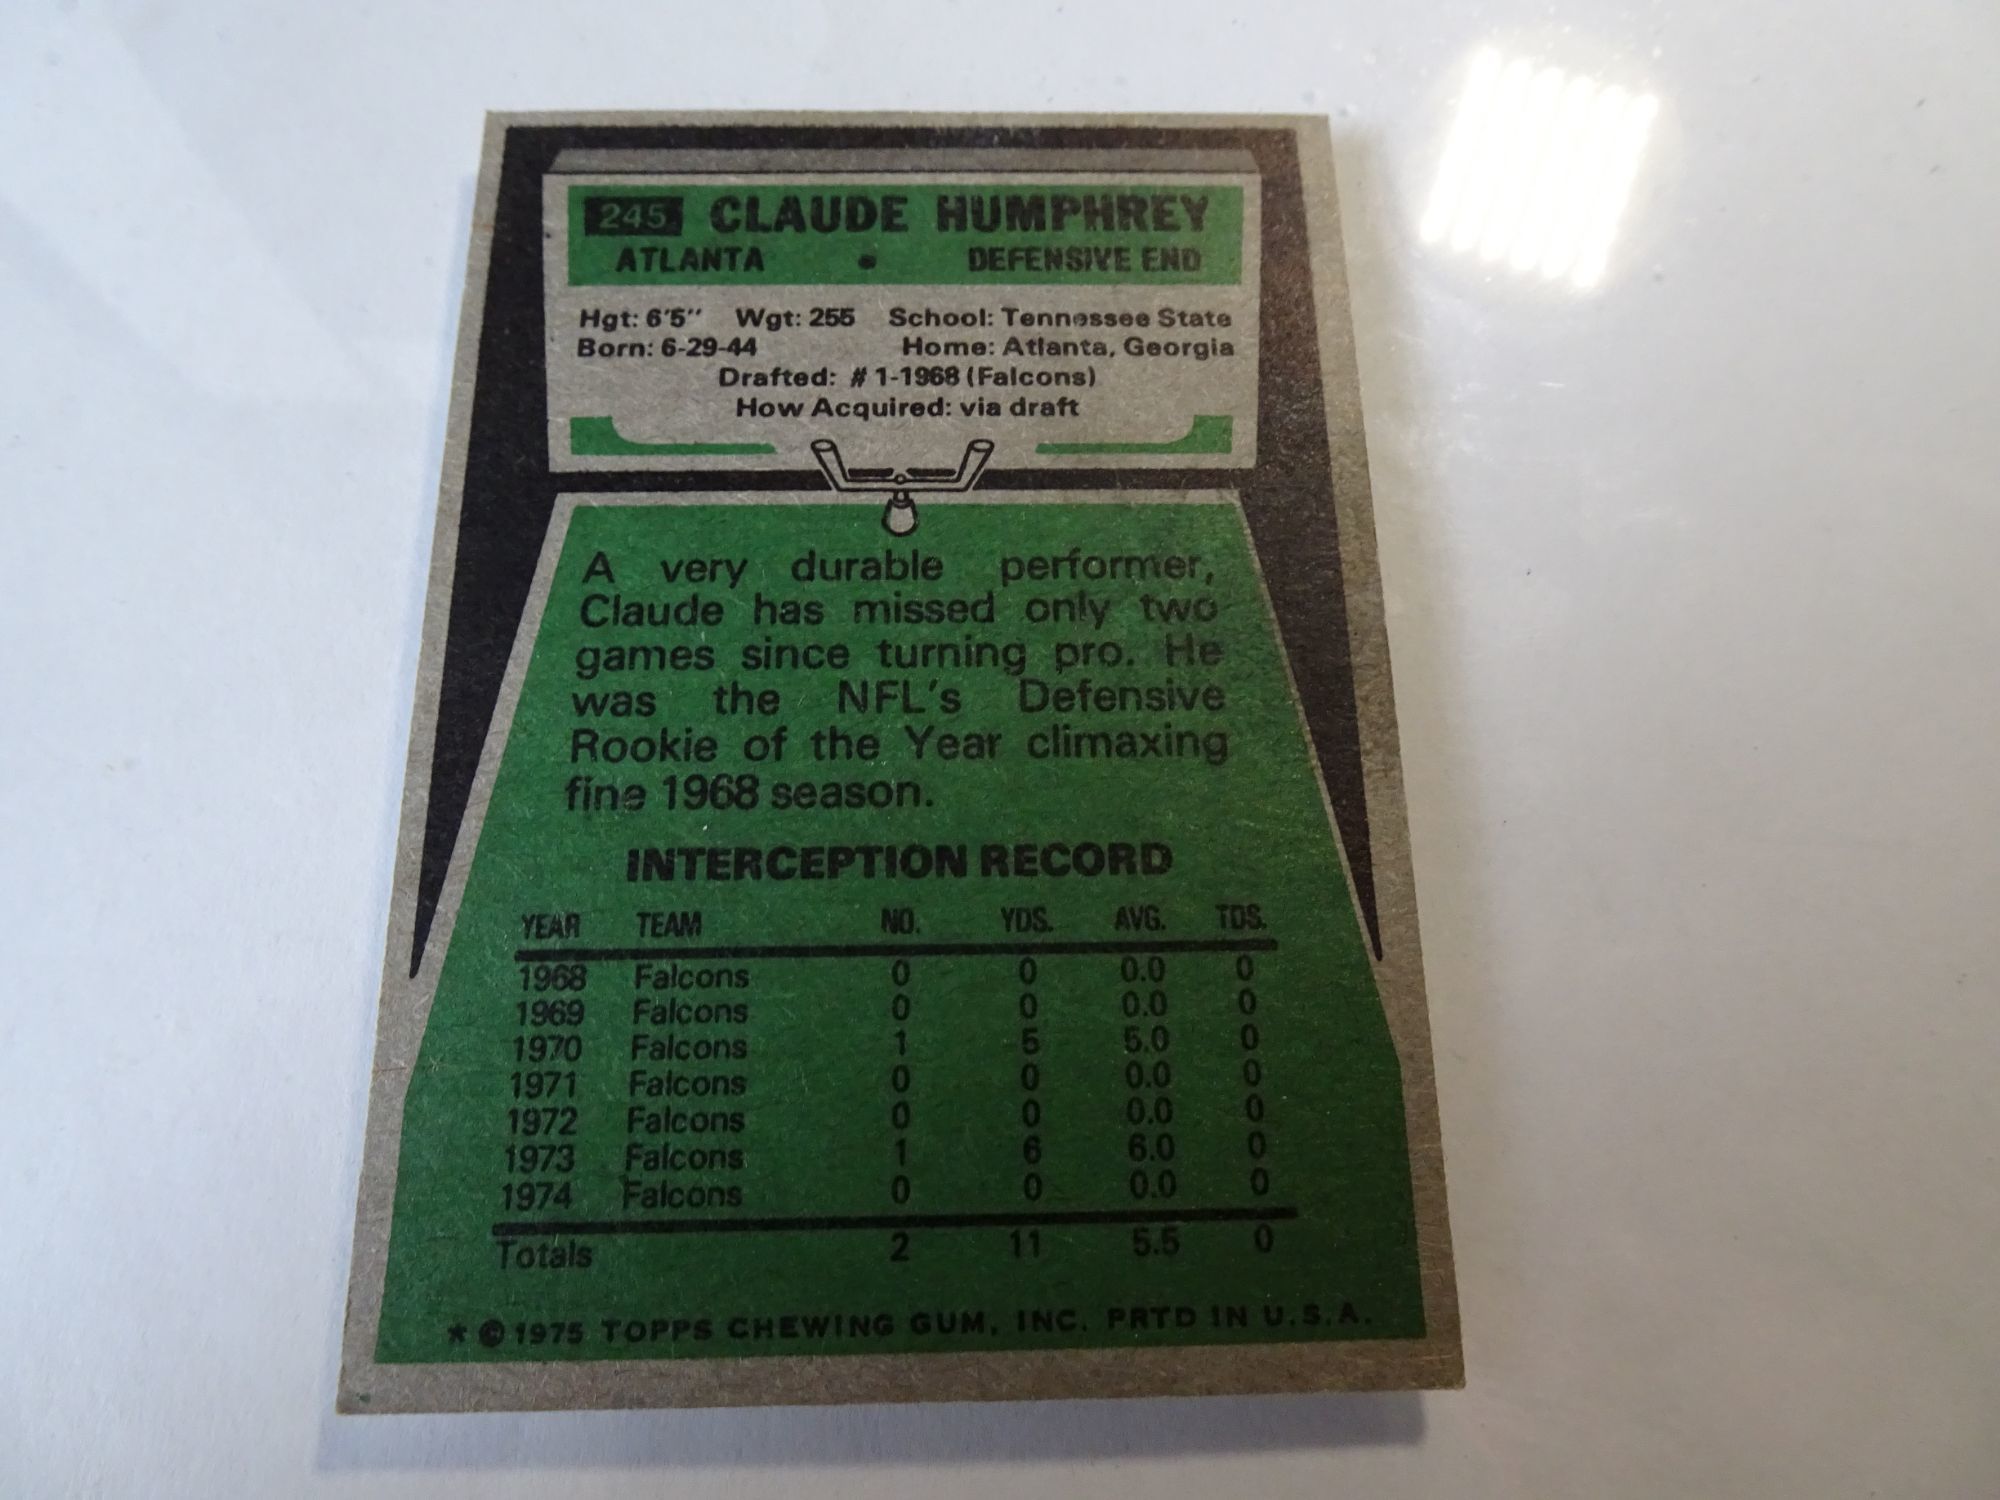 245 CLAUDE HUMPHREY
ATLANTA • DEFENSIVE END
Hgt: 6'5" Wgt: 255 School: Tennessee State
Born: 6-29-44 Home: Atlanta, Georgia
Drafted: #1-1968 (Falcons)
How Acquired: via draft
A very durable performer,
Claude has missed only two
games since turning pro. He
was the NFL's Defensive
Rookie of the Year climaxing
fine 1968 season.
INTERCEPTION RECORD
YEAR TEAM NO. YDS. AVG. TDS.
1968 Falcons 0 0 0.0 0
1969 Falcons 0 0 0.0 0
1970 Falcons 1 5 5.0 0
1971 Falcons 0 0 0.0 0
1972 Falcons 0 0 0.0 0
1973 Falcons 1 6 6.0 0
1974 Falcons 0 0 0.0 0
Totals 2 11 5.5 0
* © 1975 TOPPS CHEWING GUM, INC. PRTD IN U.S.A.